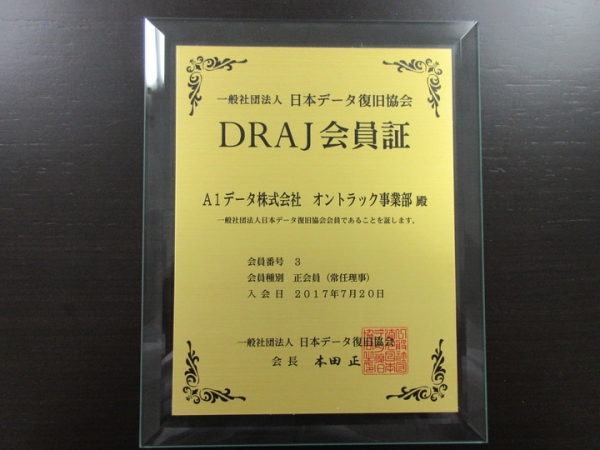 一般社団法人 日本データ復旧協会
DRAJ会員証
A1データ株式会社 オントラック事業部 殿
一般社団法人日本データ復旧協会会員であることを証します。
会員番号 3
会員種別 正会員（常任理事）
入会日 2017年7月20日
一般社団法人 日本データ復旧協会
会長 本田 正